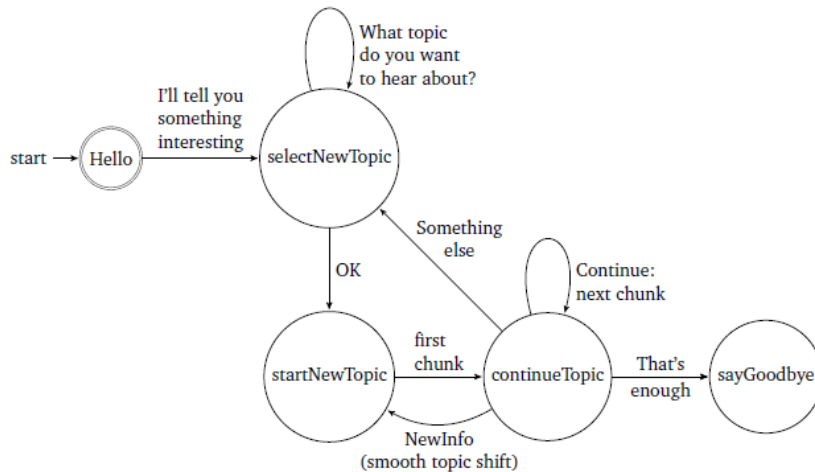 What topic
do you want
to hear about?
I'll tell you
something
interesting
start
Hello
selectNewTopic
Something
else
OK
Continue:
next chunk
first
chunk
startNewTopic
continueTopic
That's
enough
sayGoodbye
NewInfo
(smooth topic shift)